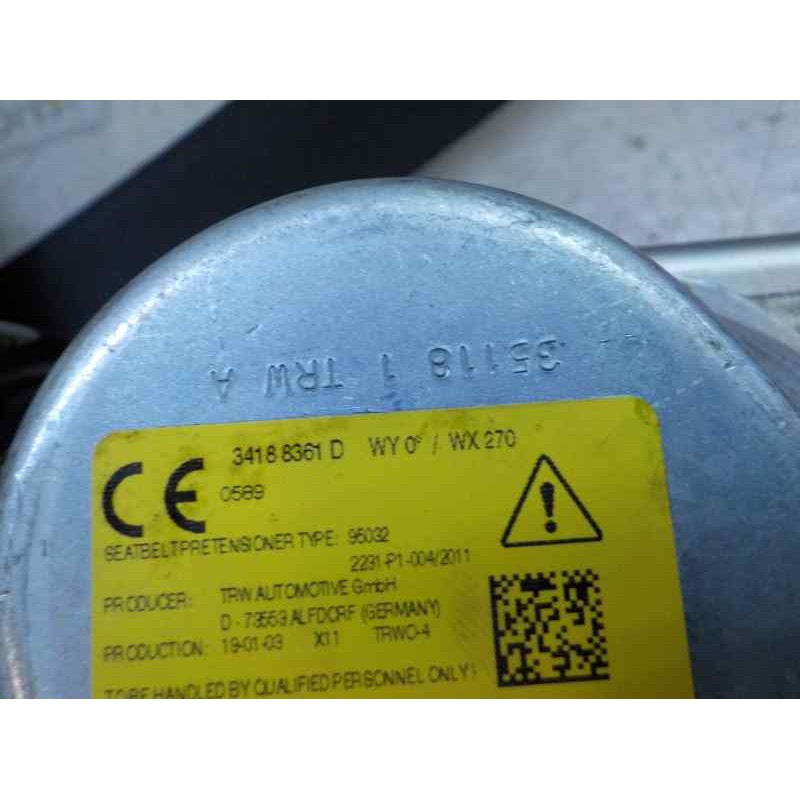 35118 1 TRW A
3418 8361 D WY 0° / WX 270
CE 0589
SEATBELTPRETENSIONER TYPE: 95032
2231-P1-004/2011
PRODUCER: TRW AUTOMOTIVE GmbH
D - 73553 ALFDORF (GERMANY)
PRODUCTION: 19-01-03 X11 TRWO-4
TO BE HANDLED BY QUALIFIED PERSONNEL ONLY!